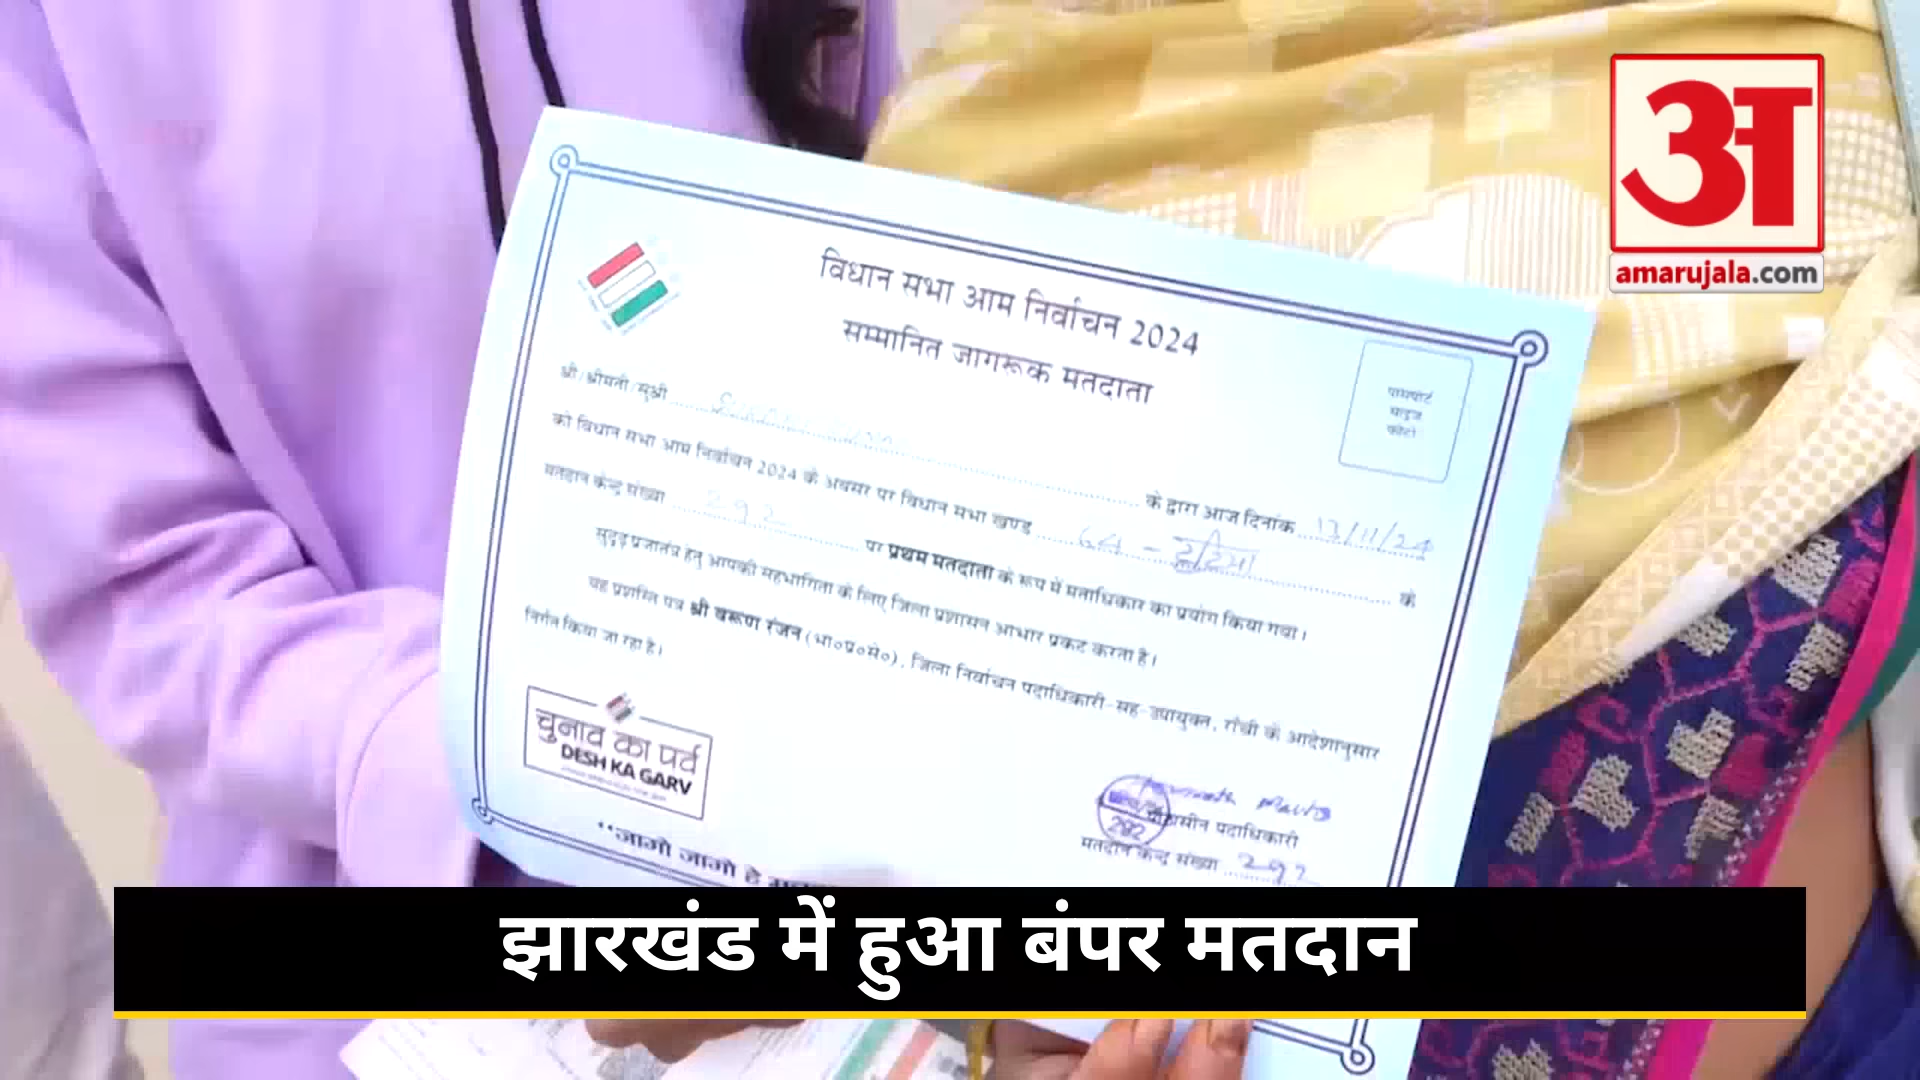 अ
amarujala.com
विधान सभा आम निर्वाचन 2024
सम्मानित जागरूक मतदाता
पासपोर्ट
साइज
फोटो
श्री/श्रीमती/सुश्री
के द्वारा आज दिनांक 13/11/24
को विधान सभा आम निर्वाचन 2024 के अवसर पर विधान सभा खण्ड 64 - हटिया के
मतदान केन्द्र संख्या 292 पर प्रथम मतदाता के रूप में मताधिकार का प्रयोग किया गया।
सुदृढ़ प्रजातंत्र हेतु आपकी सहभागिता के लिए जिला प्रशासन आभार प्रकट करता है।
यह प्रशस्ति पत्र श्री वरूण रंजन (भा०प्र०से०), जिला निर्वाचन पदाधिकारी-सह-उपायुक्त, राँची के आदेशानुसार
निर्गत किया जा रहा है।
चुनाव का पर्व
DESH KA GARV
292
पदाधिकारी
मतदान केन्द्र संख्या 292
“जागो जागो हे
झारखंड में हुआ बंपर मतदान